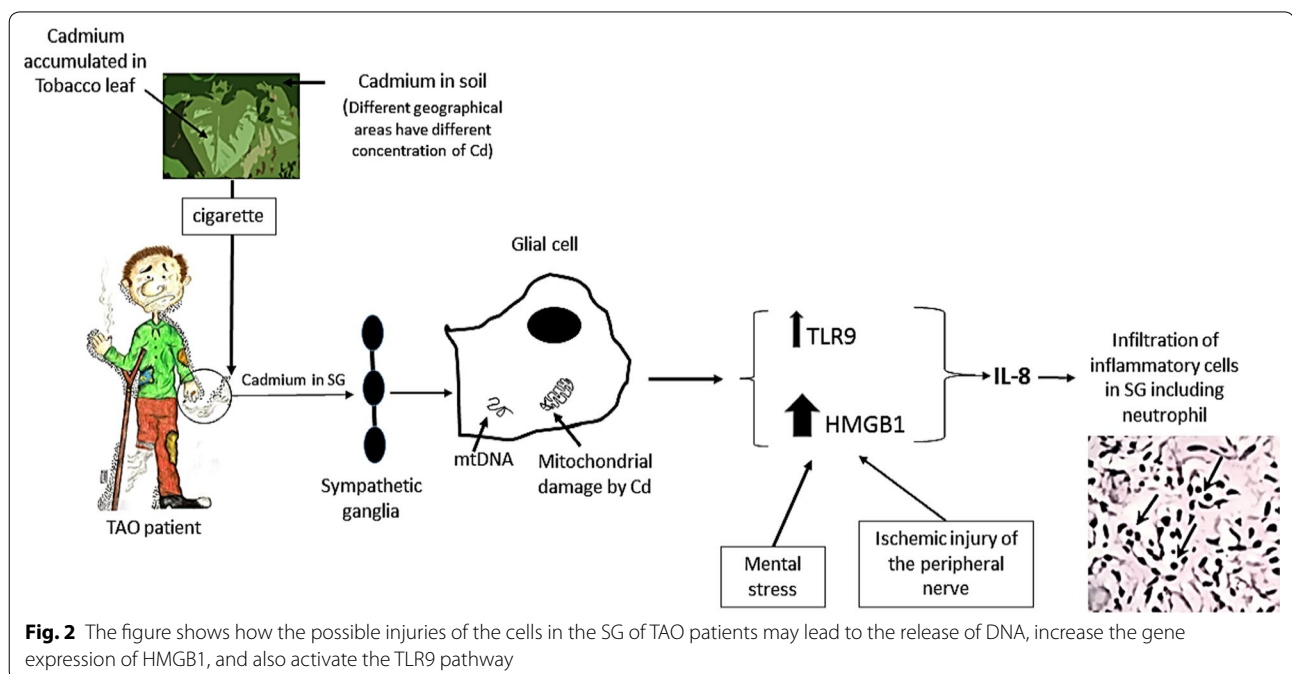 Cadmium
accumulated in
Tobacco leaf
Cadmium in soil
(Different geographical
areas have different
concentration of Cd)
cigarette
Glial cell
TLR9
HMGB1
IL-8
Infiltration of
inflammatory cells
in SG including
neutrophil
Cadmium in SG
mtDNA
Mitochondrial
damage by Cd
Sympathetic
ganglia
TAO patient
Mental
stress
Ischemic injury of
the peripheral
nerve
Fig. 2 The figure shows how the possible injuries of the cells in the SG of TAO patients may lead to the release of DNA, increase the gene
expression of HMGB1, and also activate the TLR9 pathway